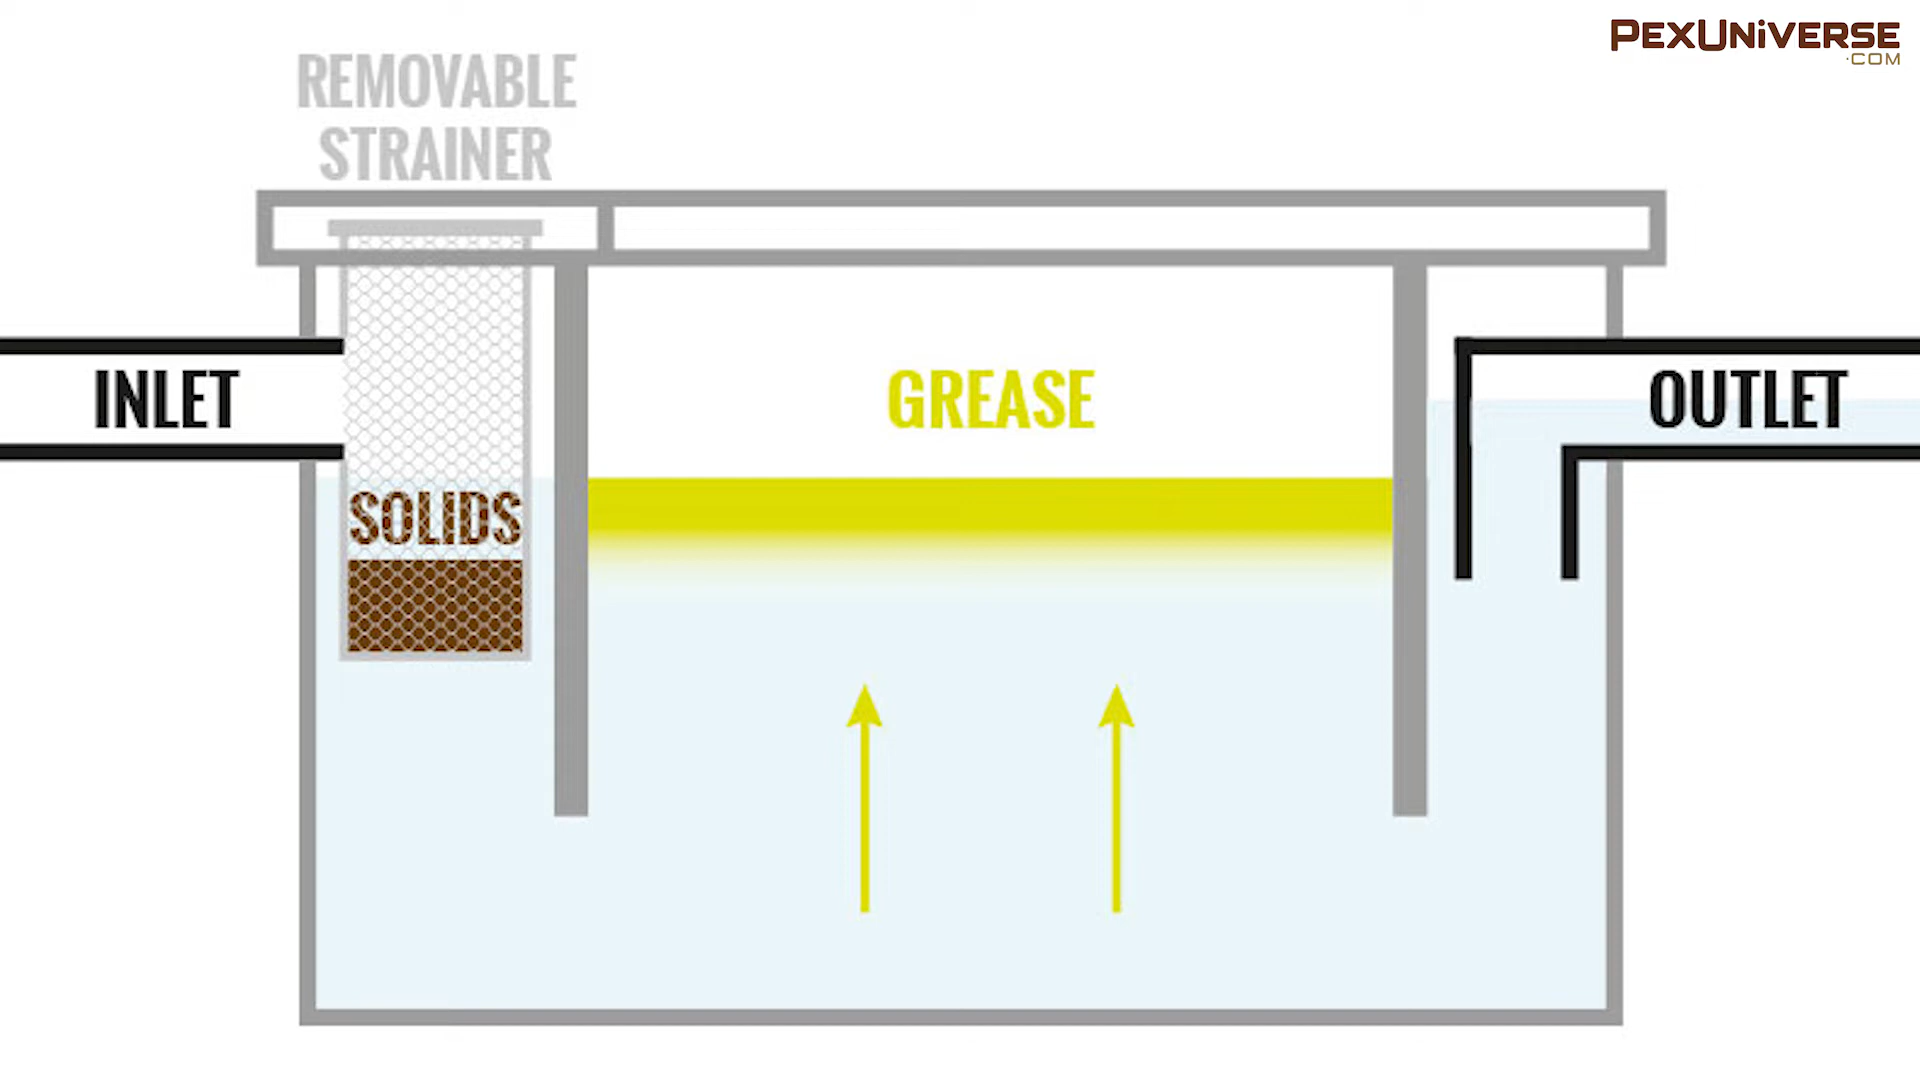 PEXUNiVERSE
.COM
REMOVABLE
STRAINER
INLET
GREASE
OUTLET
SOLIDS